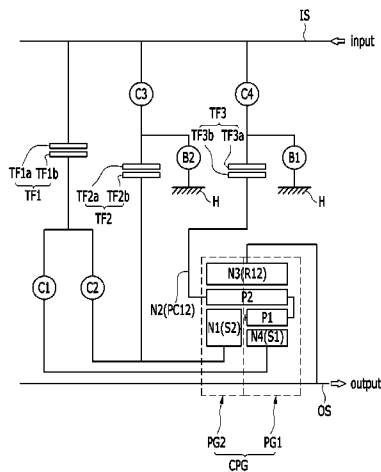 IS
input
C3
C4
TF3
TF3b TF3a
B2
B1
TF1a TF1b
TF1
TF2a TF2b
TF2
H
H
C1
C2
N3(R12)
P2
N2(PC12)
N1(S2)
P1
N4(S1)
output
OS
PG2
PG1
CPG